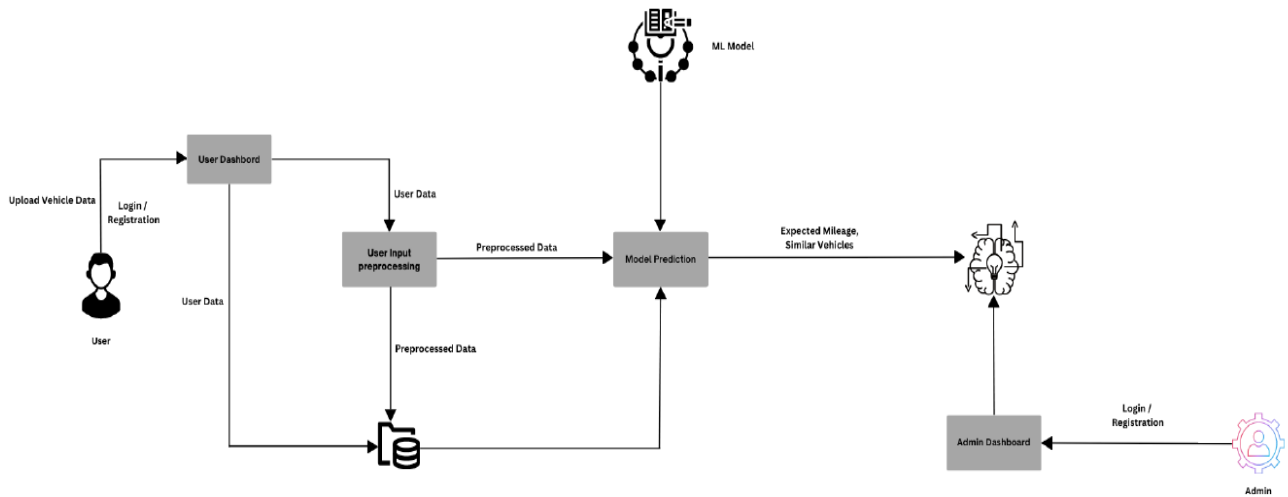 ML Model
User Dashbord
Upload Vehicle Data
Login /
Registration
User Data
User Input
preprocessing
Preprocessed Data
Model Prediction
Expected Mileage,
Similar Vehicles
User Data
User
Preprocessed Data
Login /
Registration
Admin Dashboard
Admin